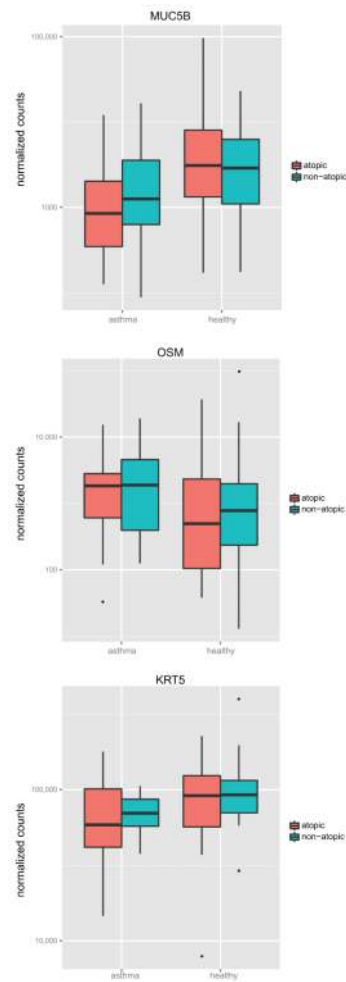 MUC5B
100,000
normalized counts
atopic
non-atopic
1000
asthma healthy
OSM
10,000
normalized counts
atopic
non-atopic
100
asthma healthy
KRT5
100,000
normalized counts
atopic
non-atopic
10,000
asthma healthy